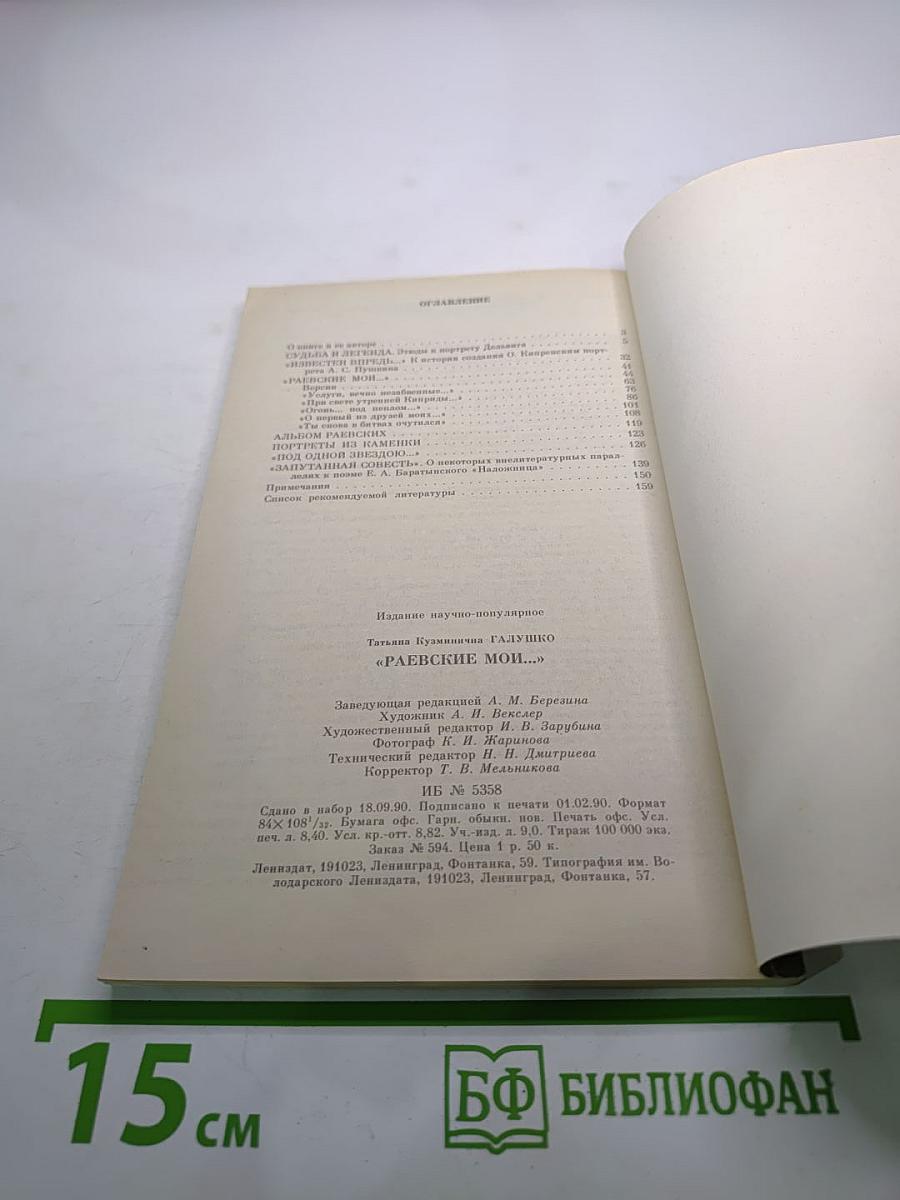 ОГЛАВЛЕНИЕ
О книге и ее авторе . . . 3
СУДЬБА И ЛЕГЕНДА. Этюды к портрету Дельвига . . . 5
«ИЗВЕСТЕН ВПРЕДЬ...» К истории создания О. Кипренским порт-
рета А. С. Пушкина . . . 32
«РАЕВСКИЕ МОИ...» . . . 41
Версии . . . 44
«Услуги, вечно незабвенные...» . . . 63
«При свете утренней Киприды...» . . . 76
«Огонь... под пеплом...» . . . 86
«О первый из друзей моих...» . . . 101
«Ты снова в битвах очутился» . . . 108
АЛЬБОМ РАЕВСКИХ . . . 119
ПОРТРЕТЫ ИЗ КАМЕНКИ . . . 123
«ПОД ОДНОЙ ЗВЕЗДОЮ...» . . . 126
«ЗАПУТАННАЯ СОВЕСТЬ». О некоторых внелитературных парал-
лелях к поэме Е. А. Баратынского «Наложница» . . . 139
Примечания . . . 150
Список рекомендуемой литературы . . . 159
Издание научно-популярное
Татьяна Кузминична ГАЛУШКО
«РАЕВСКИЕ МОИ...»
Заведующая редакцией А. М. Березина
Художник А. И. Векслер
Художественный редактор И. В. Зарубина
Фотограф К. И. Жаринова
Технический редактор Н. Н. Дмитриева
Корректор Т. В. Мельникова
ИБ № 5358
Сдано в набор 18.09.90. Подписано к печати 01.02.90. Формат
84×108¹/₃₂. Бумага офс. Гарн. обыкн. нов. Печать офс. Усл.
печ. л. 8,40. Усл. кр.-отт. 8,82. Уч.-изд. л. 9,0. Тираж 100 000 экз.
Заказ № 594. Цена 1 р. 50 к.
Лениздат, 191023, Ленинград, Фонтанка, 59. Типография им. Во-
лодарского Лениздата, 191023, Ленинград, Фонтанка, 57.
15 см
БФ БИБЛИОФАН